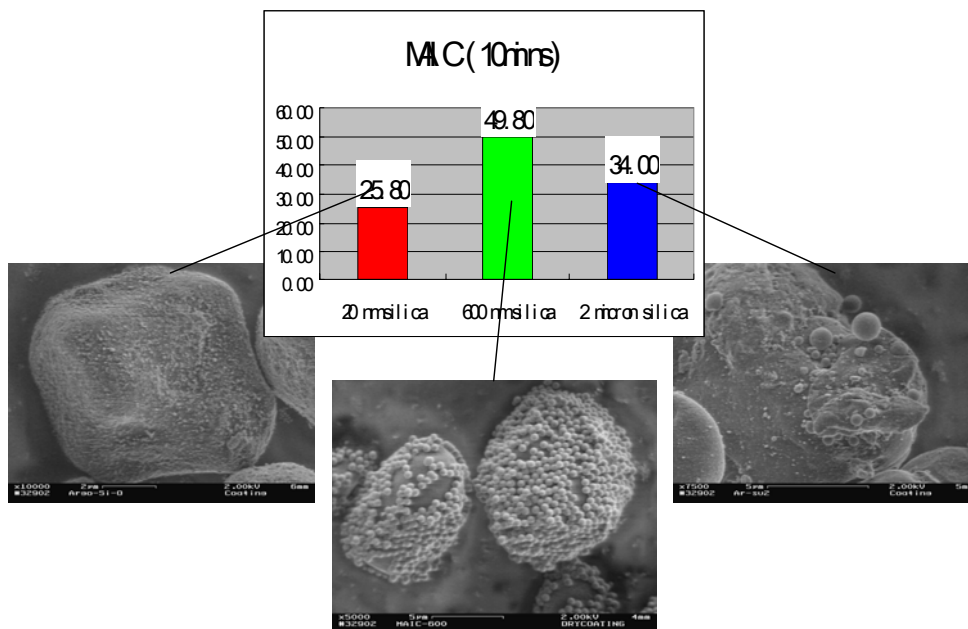 MAIC (10mins)
60.00
50.00
40.00
30.00
20.00
10.00
0.00
25.80
49.80
34.00
20 nm silica
600 nm silica
2 micron silica
x10000 2μm 2.00kV 6mm
#32902 Argo-Si-0 Coating
x5000 5μm 2.00kV 4mm
#32902 MAIC-600 DRYCOATING
x7500 5μm 2.00kV 5mm
#32902 Ar-su2 Coating